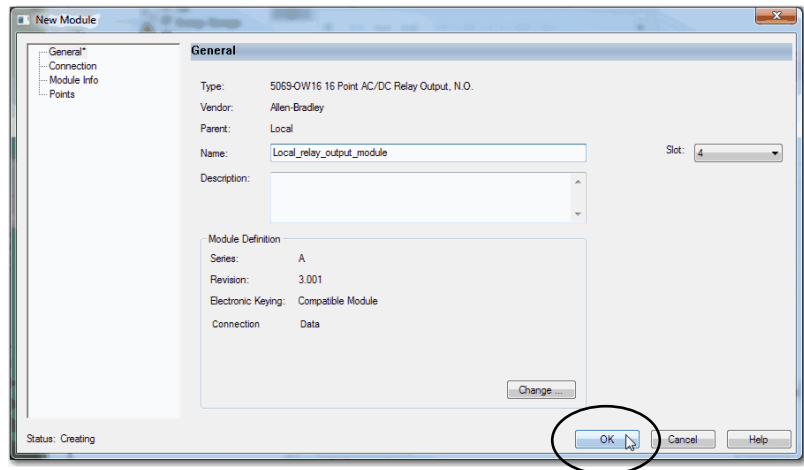 New Module
General*
Connection
Module Info
Points
General
Type: 5069-OW16 16 Point AC/DC Relay Output, N.O.
Vendor: Allen-Bradley
Parent: Local
Name: Local_relay_output_module Slot: 4
Description:
Module Definition
Series: A
Revision: 3.001
Electronic Keying: Compatible Module
Connection Data
Change ...
Status: Creating OK Cancel Help